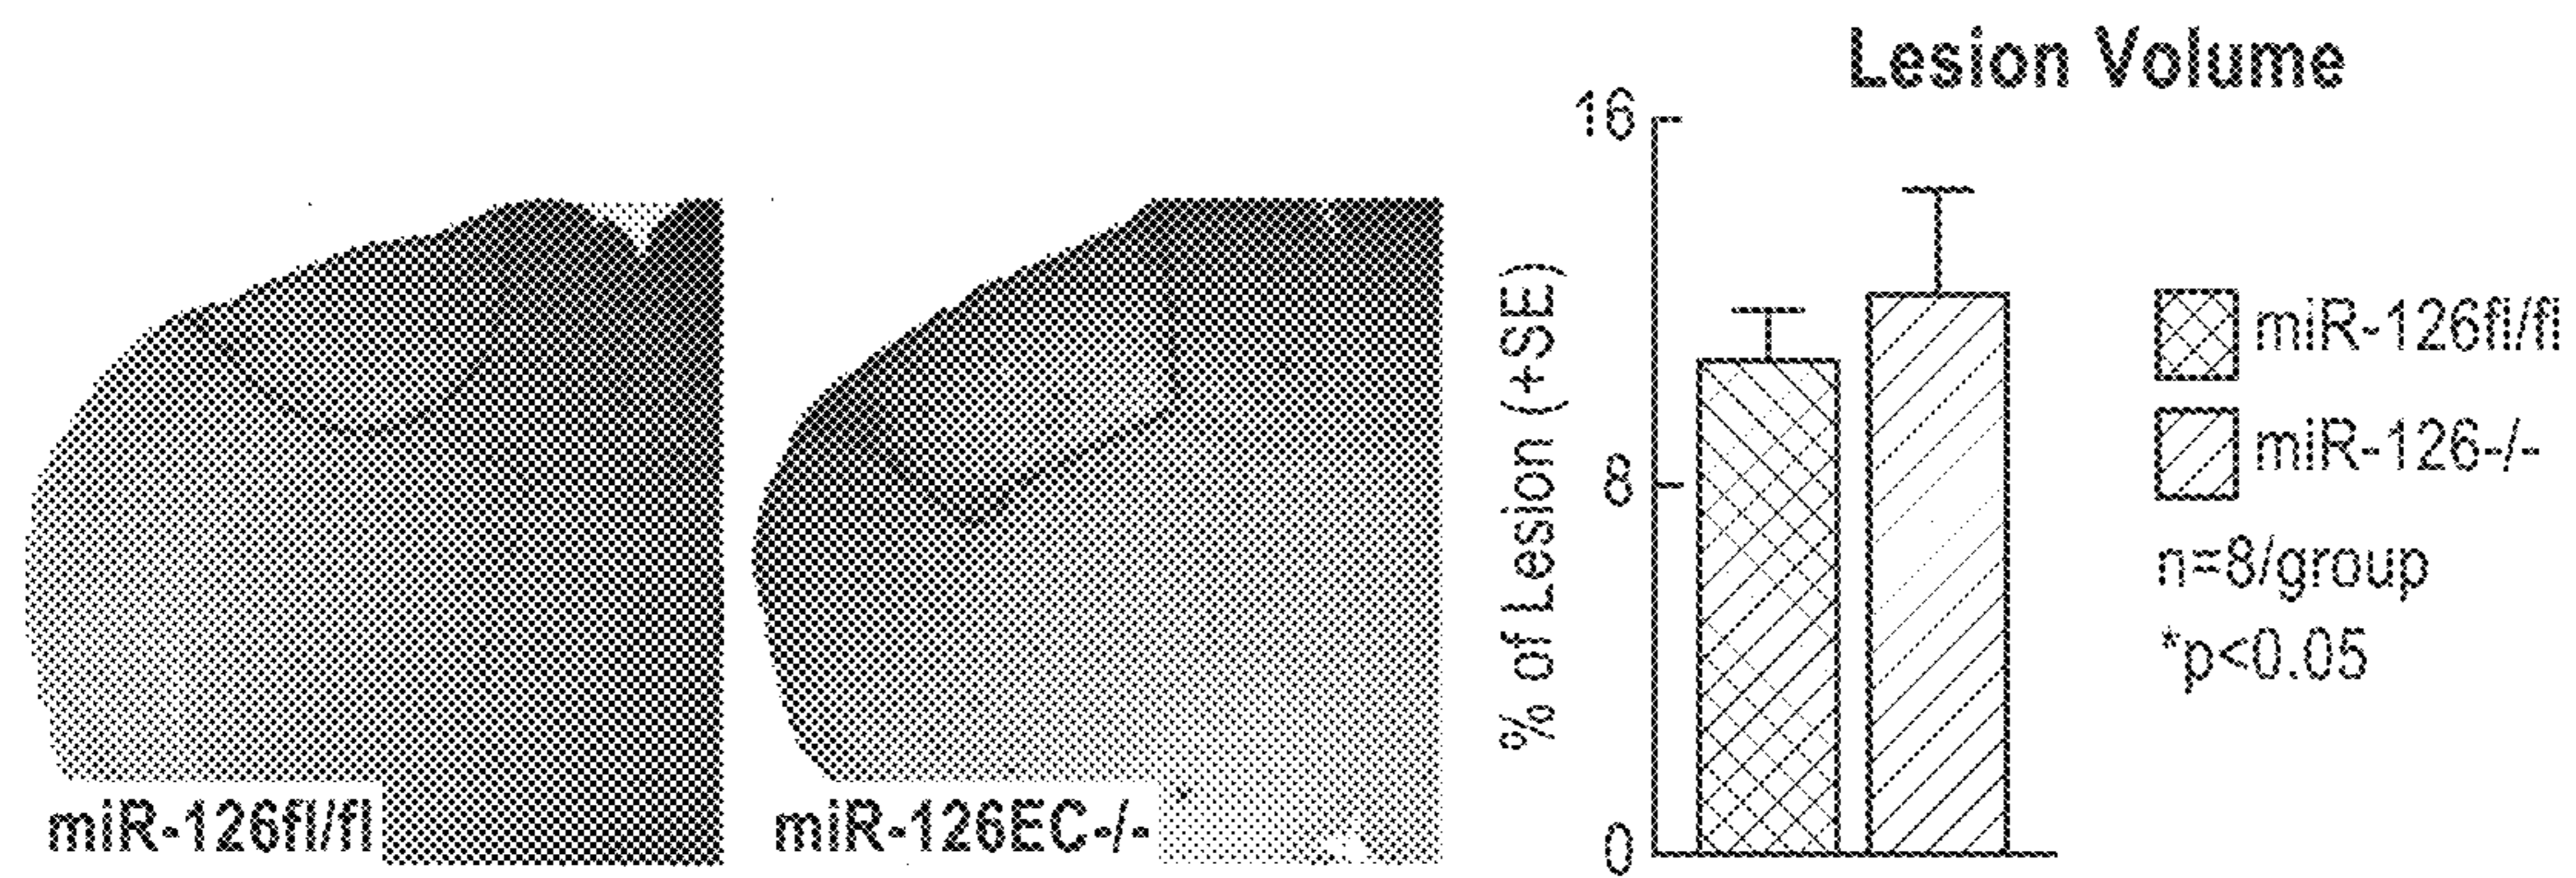 miR-126fl/fl
miR-126EC-/-
Lesion Volume
% of Lesion (+SE)
16
8
0
miR-126fl/fl
miR-126-/-
n=8/group
*p<0.05